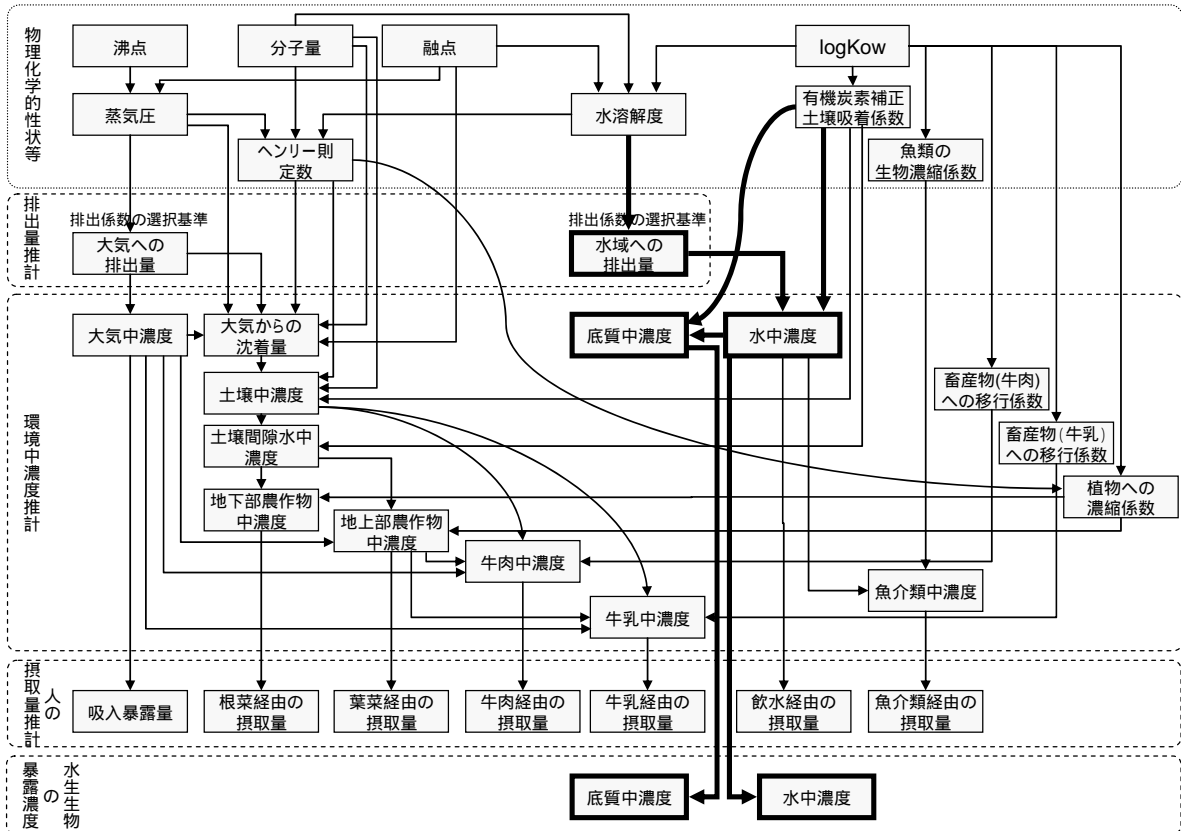 物理化学的性状等
沸点
分子量
融点
logKow
蒸気圧
水溶解度
有機炭素補正
土壌吸着係数
ヘンリー則
定数
魚類の
生物濃縮係数
排出量推計
排出係数の選択基準
大気への
排出量
排出係数の選択基準
水域への
排出量
環境中濃度推計
大気中濃度
大気からの
沈着量
底質中濃度
水中濃度
土壌中濃度
畜産物(牛肉)
への移行係数
土壌間隙水中
濃度
畜産物(牛乳)
への移行係数
地下部農作物
中濃度
植物への
濃縮係数
地上部農作物
中濃度
牛肉中濃度
魚介類中濃度
牛乳中濃度
人の
摂取量推計
吸入暴露量
根菜経由の
摂取量
葉菜経由の
摂取量
牛肉経由の
摂取量
牛乳経由の
摂取量
飲水経由の
摂取量
魚介類経由の
摂取量
水生生物
の
暴露濃度
底質中濃度
水中濃度